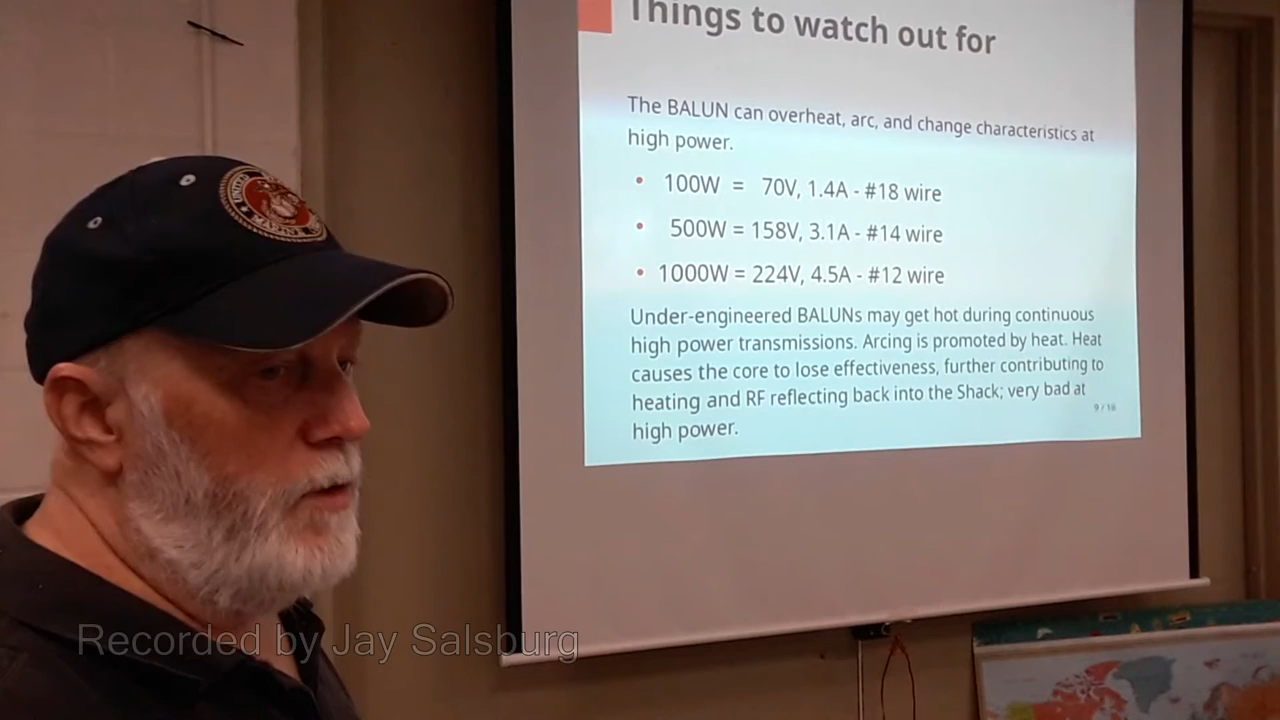 Things to watch out for
The BALUN can overheat, arc, and change characteristics at
high power.
• 100W = 70V, 1.4A - #18 wire
• 500W = 158V, 3.1A - #14 wire
• 1000W = 224V, 4.5A - #12 wire
Under-engineered BALUNs may get hot during continuous
high power transmissions. Arcing is promoted by heat. Heat
causes the core to lose effectiveness, further contributing to
heating and RF reflecting back into the Shack; very bad at
high power.
9 / 16
UNITED
MARINE
Recorded by Jay Salsburg